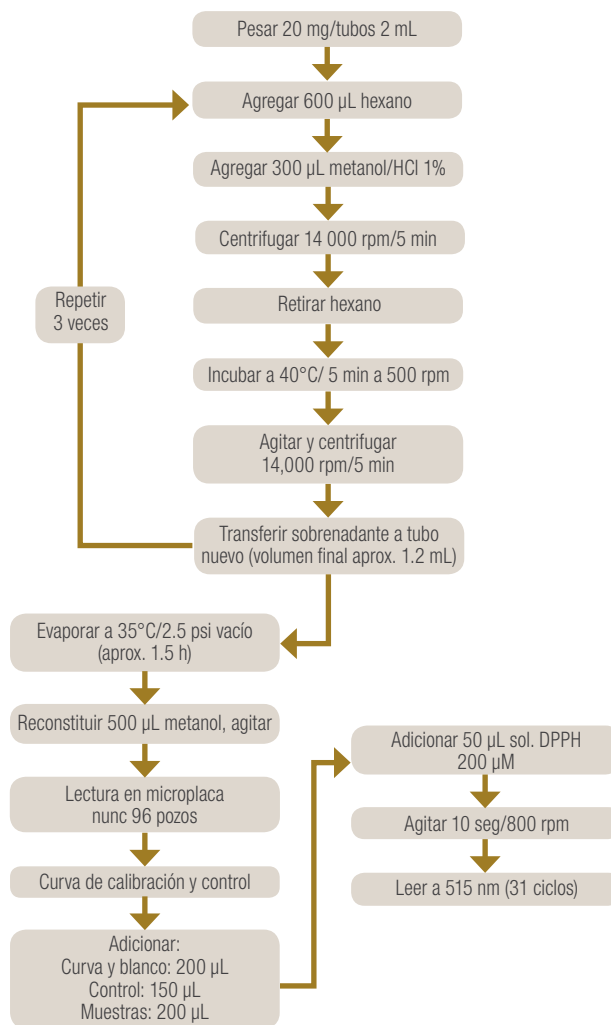 Pesar 20 mg/tubos 2 mL
Agregar 600 µL hexano
Agregar 300 µL metanol/HCl 1%
Centrifugar 14 000 rpm/5 min
Retirar hexano
Incubar a 40°C/ 5 min a 500 rpm
Agitar y centrifugar
14,000 rpm/5 min
Transferir sobrenadante a tubo
nuevo (volumen final aprox. 1.2 mL)
Repetir
3 veces
Evaporar a 35°C/2.5 psi vacío
(aprox. 1.5 h)
Reconstituir 500 µL metanol, agitar
Lectura en microplaca
nunc 96 pozos
Curva de calibración y control
Adicionar:
Curva y blanco: 200 µL
Control: 150 µL
Muestras: 200 µL
Adicionar 50 µL sol. DPPH
200 µM
Agitar 10 seg/800 rpm
Leer a 515 nm (31 ciclos)